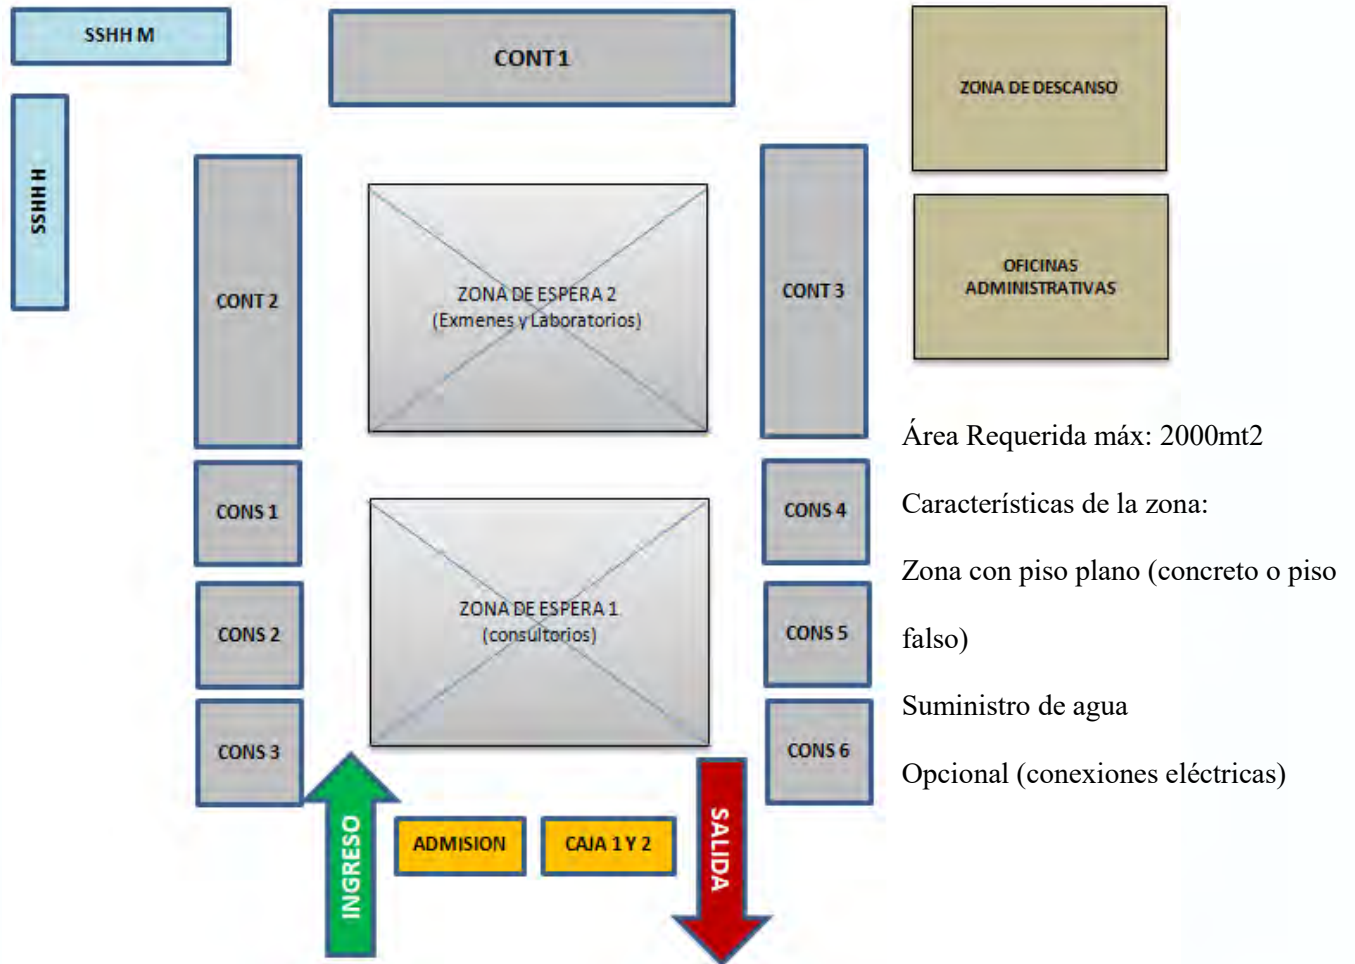 SSHH M
CONT 1
ZONA DE DESCANSO
SSHH H
CONT 2
ZONA DE ESPERA 2
(Exmenes y Laboratorios)
CONT 3
OFICINAS
ADMINISTRATIVAS
Área Requerida máx: 2000mt2
Característícas de la zona:
Zona con piso plano (concreto o piso
falso)
Suministro de agua
Opcional (conexiones eléctricas)
CONS 1
CONS 4
CONS 2
ZONA DE ESPERA 1
(consultorios)
CONS 5
CONS 3
CONS 6
INGRESO
ADMISION
CAJA 1 Y 2
SALIDA